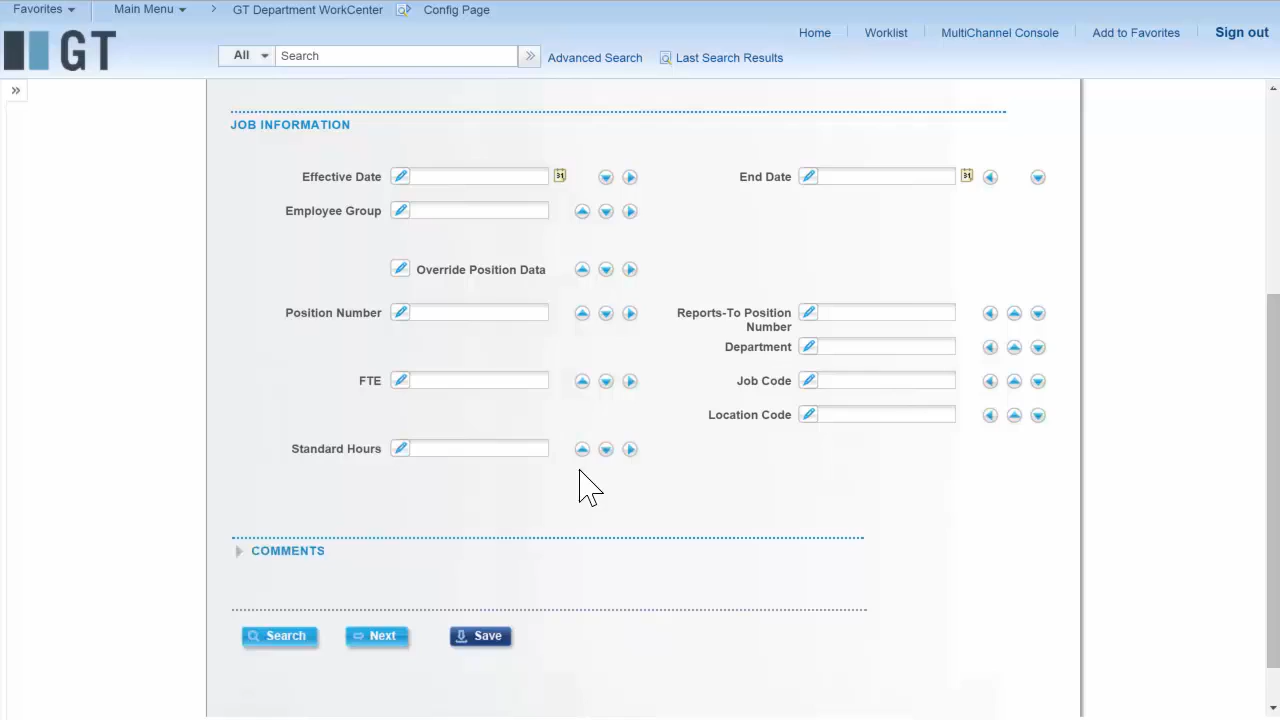 Favorites Main Menu GT Department WorkCenter Config Page
Home Worklist MultiChannel Console Add to Favorites Sign out
GT
All Search Advanced Search Last Search Results
JOB INFORMATION
Effective Date 31 End Date 31
Employee Group
Override Position Data
Position Number Reports-To Position
Number
Department
FTE Job Code
Location Code
Standard Hours
COMMENTS
Search Next Save